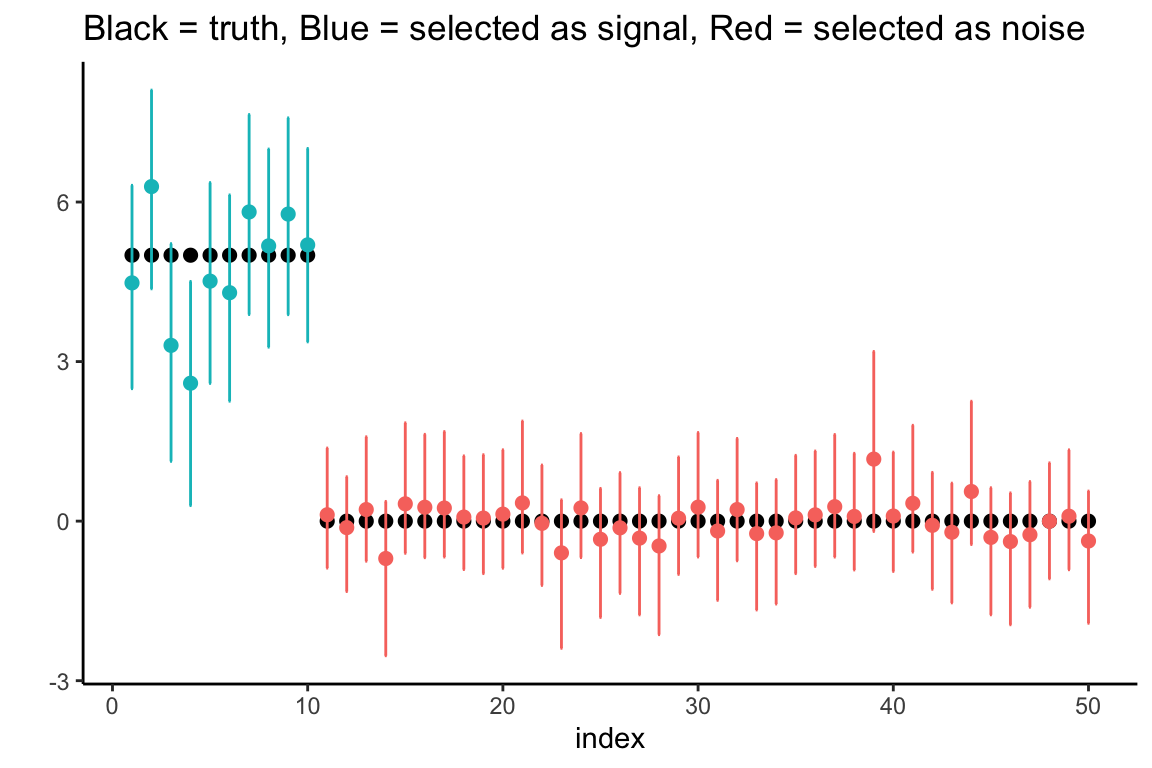 Black = truth, Blue = selected as signal, Red = selected as noise
6
3
0
-3
0 10 20 30 40 50
index